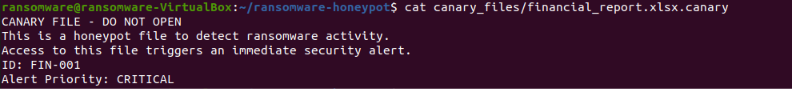 ransomware@ransomware-VirtualBox:~/ransomware-honeypot$ cat canary_files/financial_report.xlsx.canary
CANARY FILE - DO NOT OPEN
This is a honeypot file to detect ransomware activity.
Access to this file triggers an immediate security alert.
ID: FIN-001
Alert Priority: CRITICAL